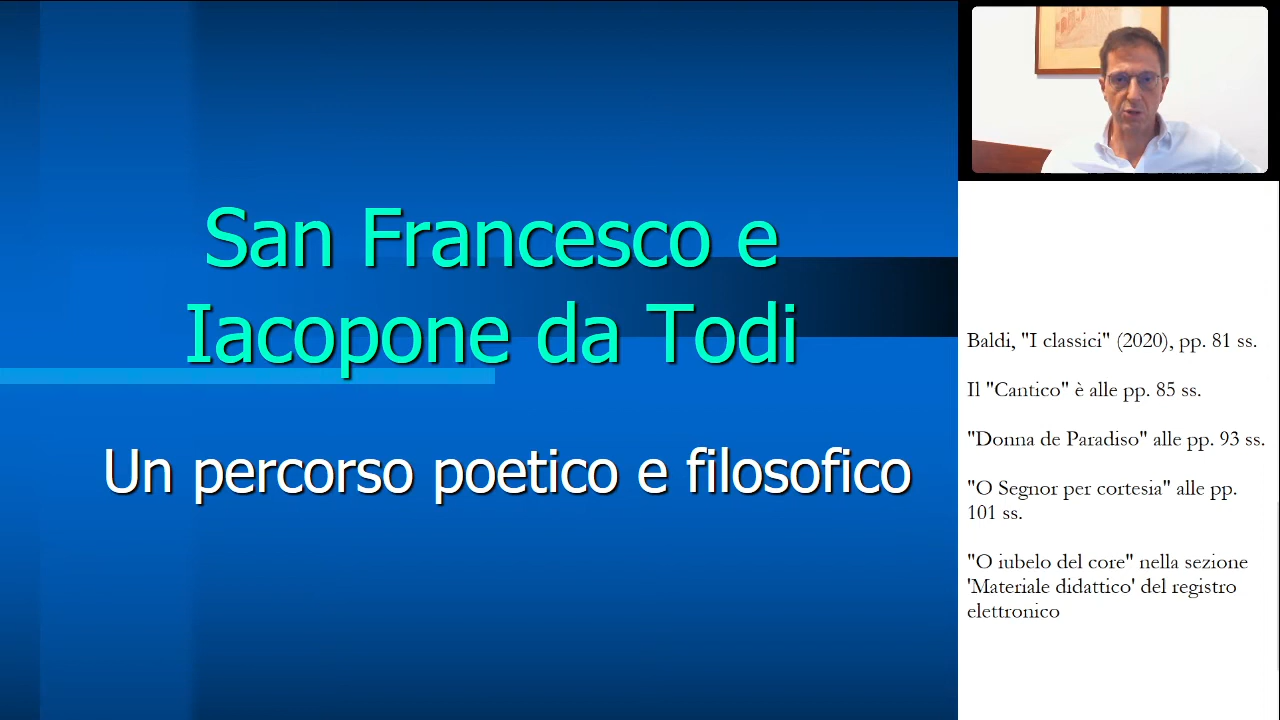 San Francesco e
Iacopone da Todi
Un percorso poetico e filosofico
Baldi, "I classici" (2020), pp. 81 ss.
Il "Cantico" è alle pp. 85 ss.
"Donna de Paradiso" alle pp. 93 ss.
"O Segnor per cortesia" alle pp.
101 ss.
"O iubelo del core" nella sezione
'Materiale didattico' del registro
elettronico